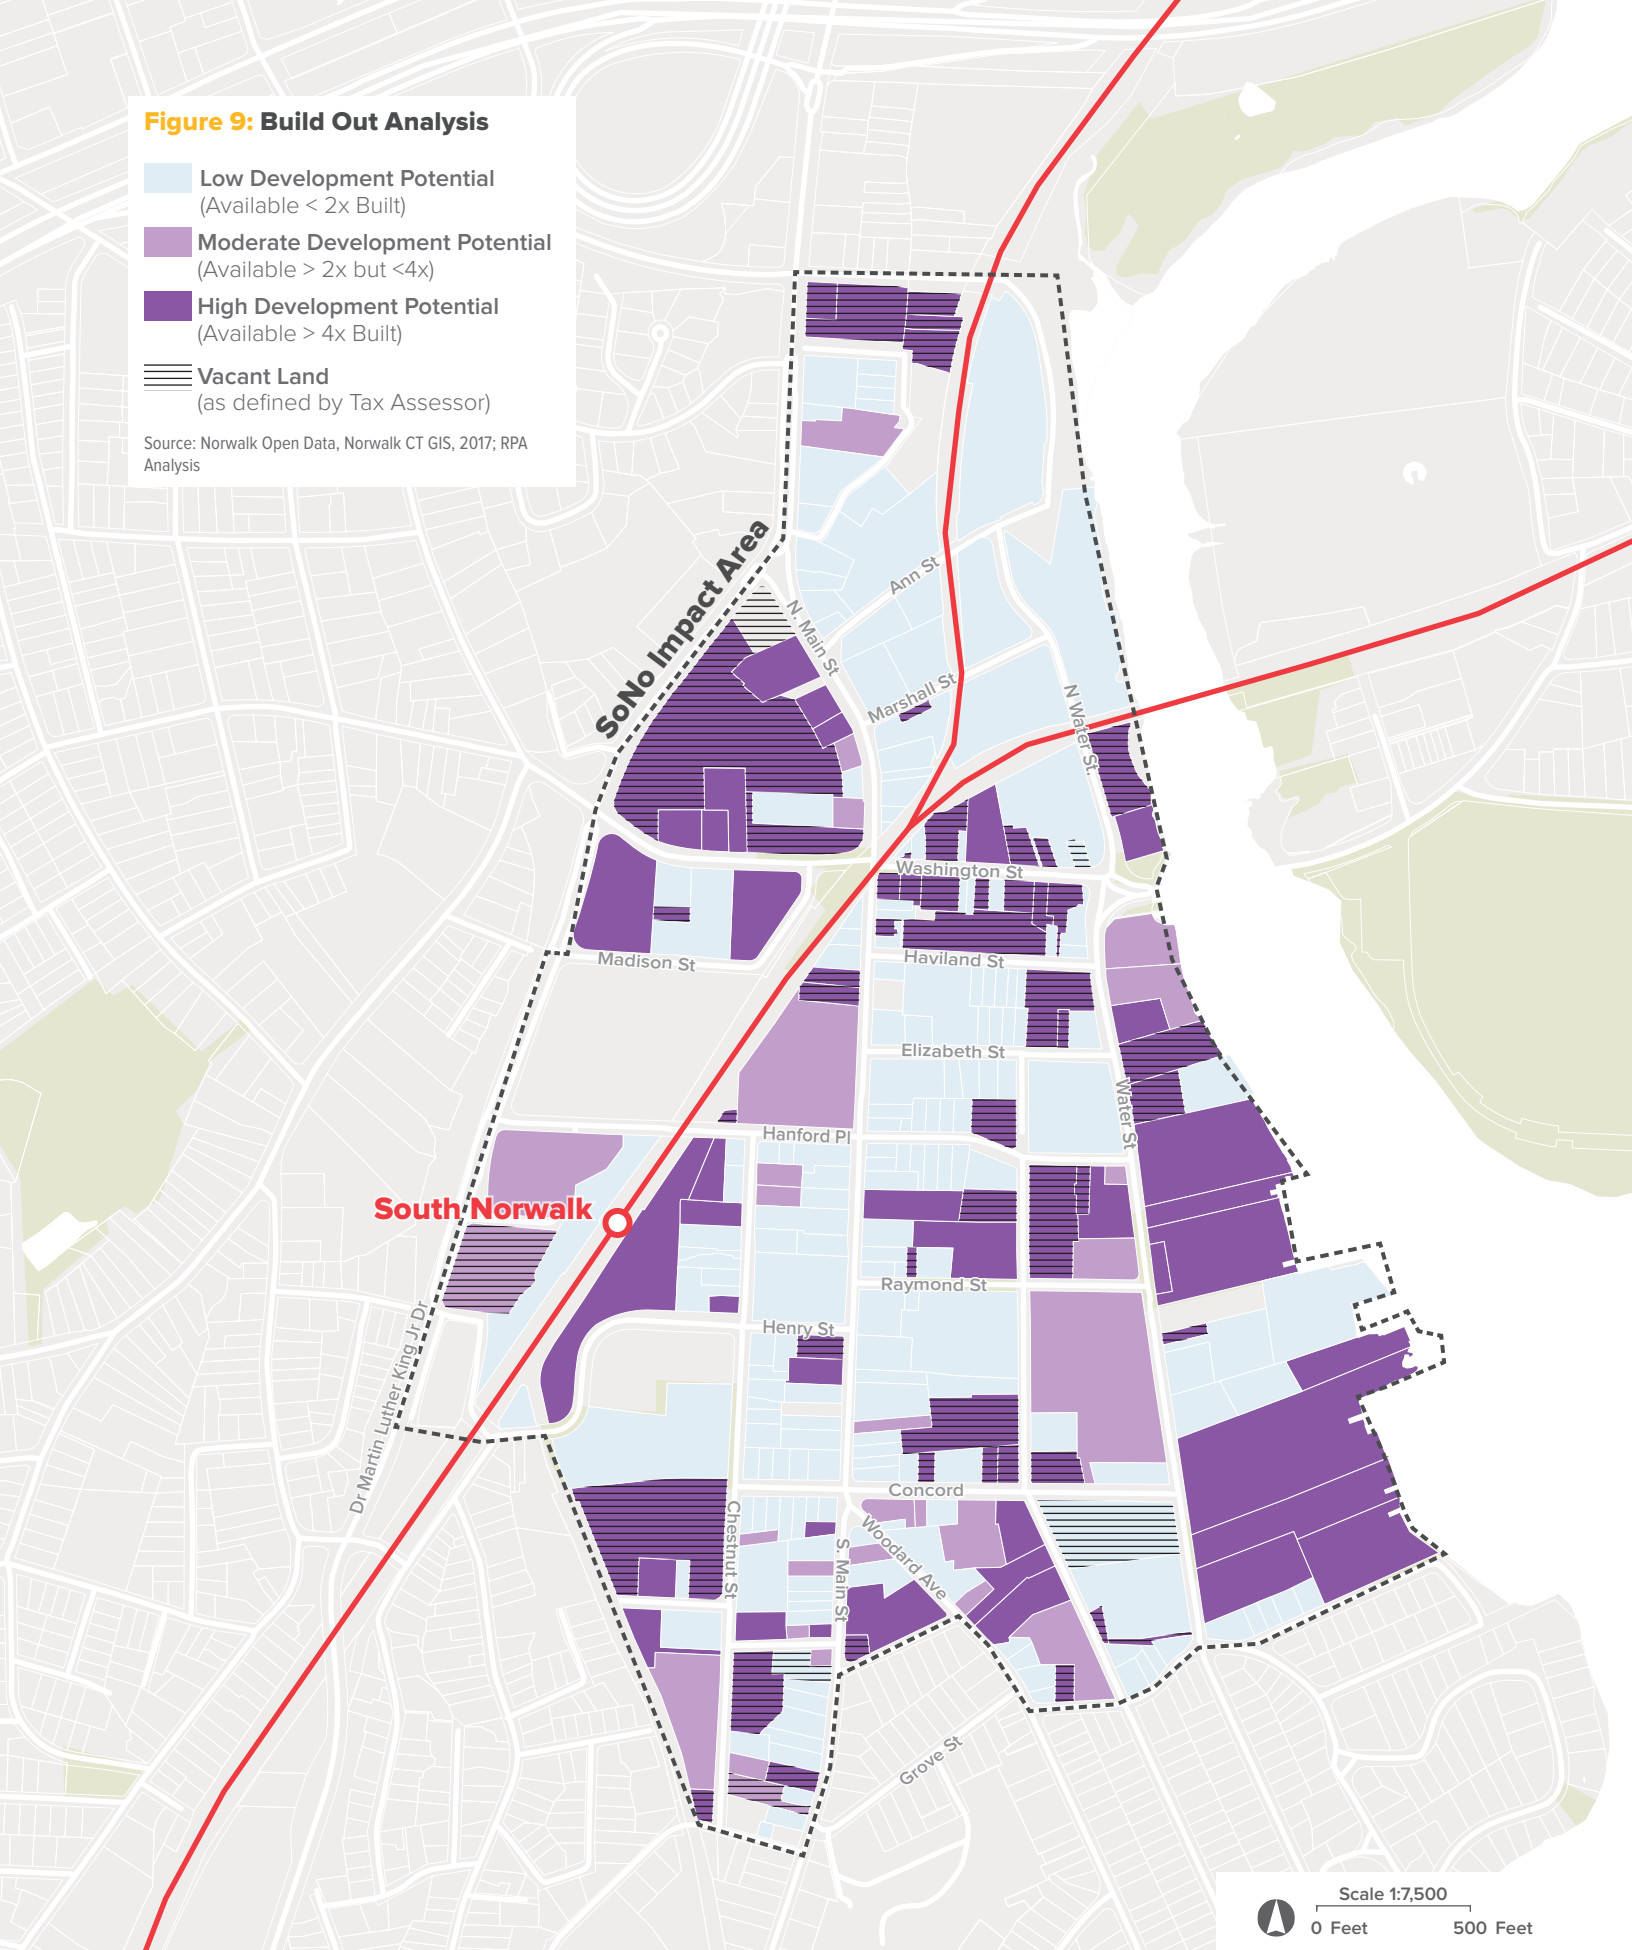 Figure 9: Build Out Analysis
Low Development Potential
(Available < 2x Built)
Moderate Development Potential
(Available > 2x but <4x)
High Development Potential
(Available > 4x Built)
Vacant Land
(as defined by Tax Assessor)
Source: Norwalk Open Data, Norwalk CT GIS, 2017; RPA
Analysis
SoNo Impact Area
Ann St
N. Main St
Marshall St
N Water St.
Washington St
Madison St
Haviland St
Elizabeth St
Water St
Hanford Pl
South Norwalk
Raymond St
Henry St
Dr Martin Luther King Jr Dr
Concord
Chestnut St
S. Main St
Woodard Ave
Grove St
Scale 1:7,500
0 Feet
500 Feet